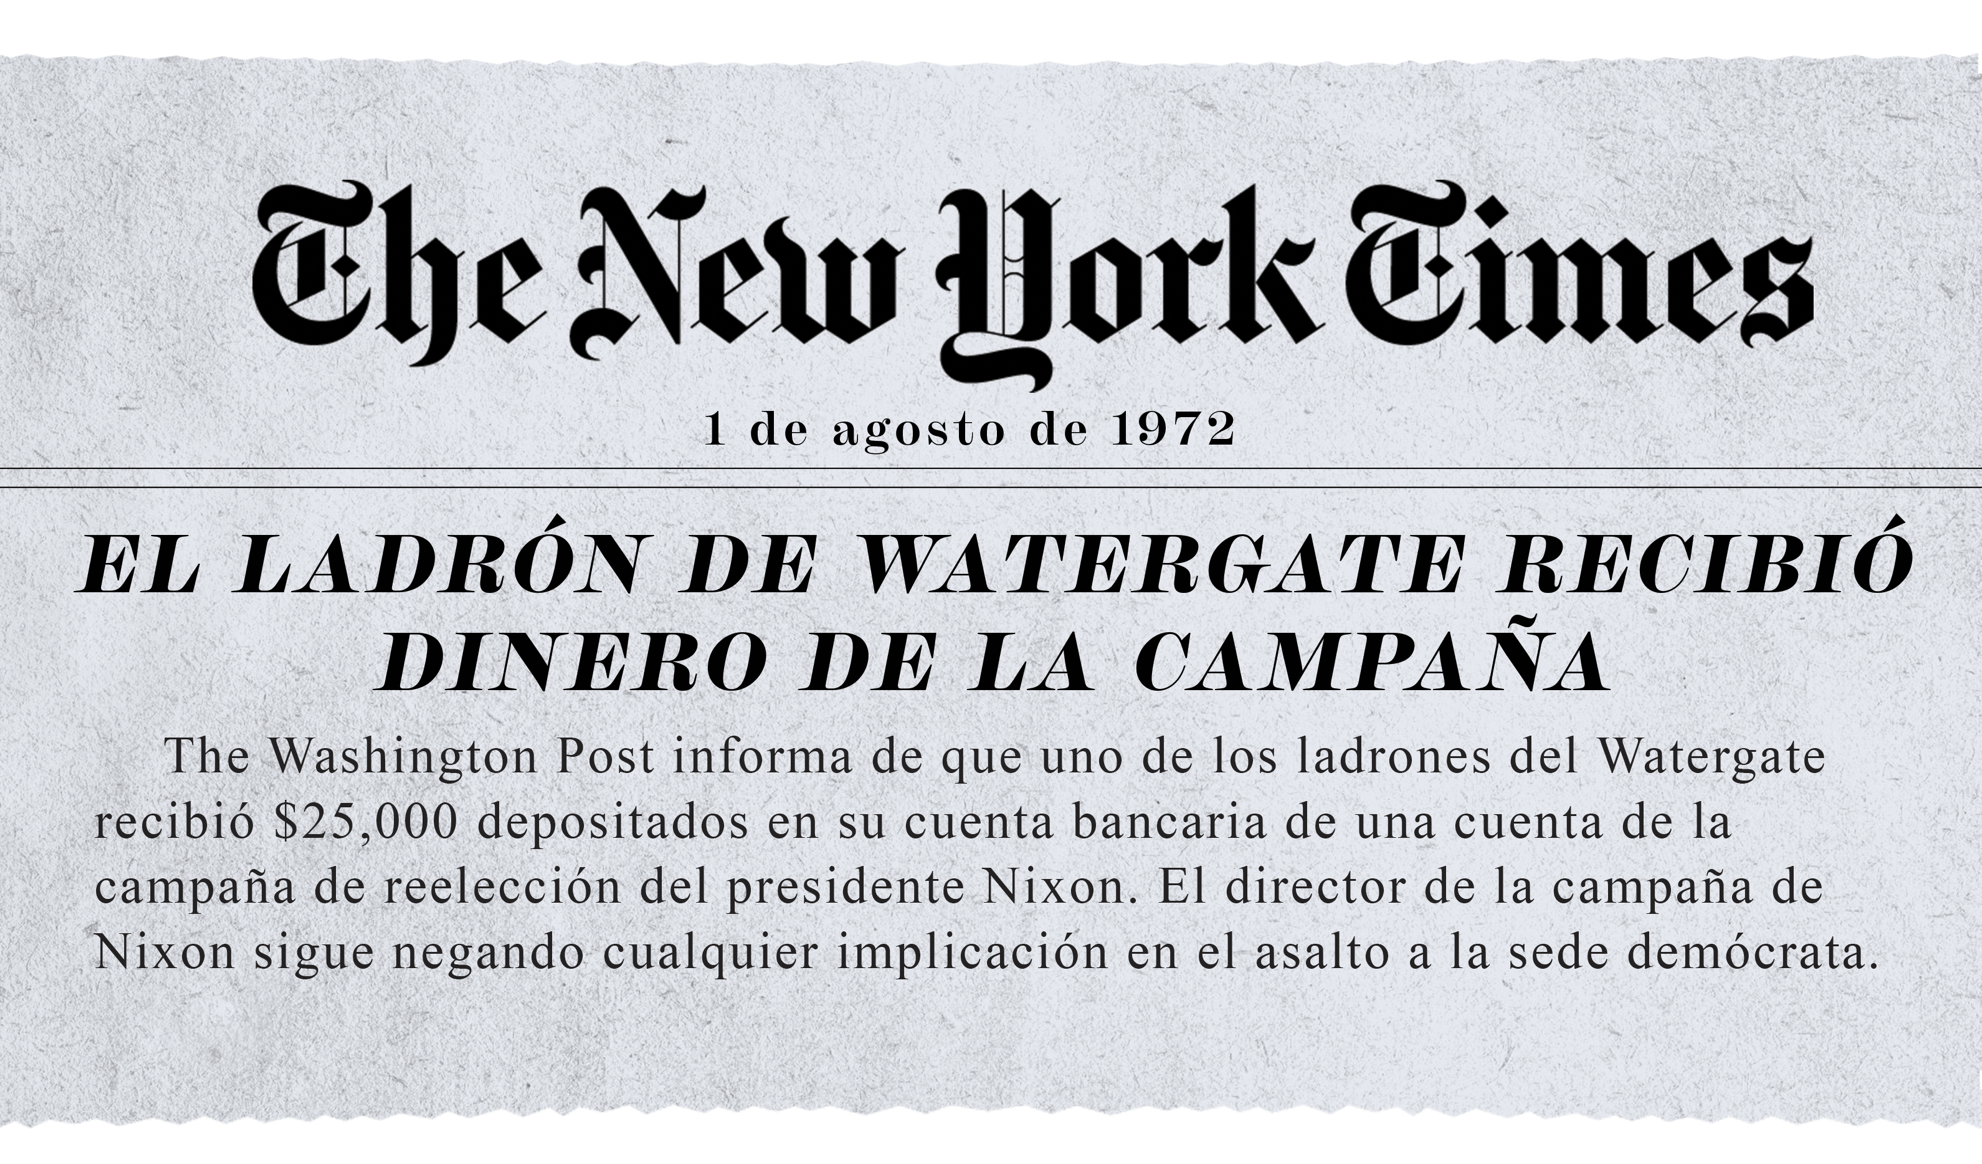 The New York Times
1 de agosto de 1972
EL LADRÓN DE WATERGATE RECIBIÓ
DINERO DE LA CAMPAÑA
The Washington Post informa de que uno de los ladrones del Watergate
recibió $25,000 depositados en su cuenta bancaria de una cuenta de la
campaña de reelección del presidente Nixon. El director de la campaña de
Nixon sigue negando cualquier implicación en el asalto a la sede demócrata.